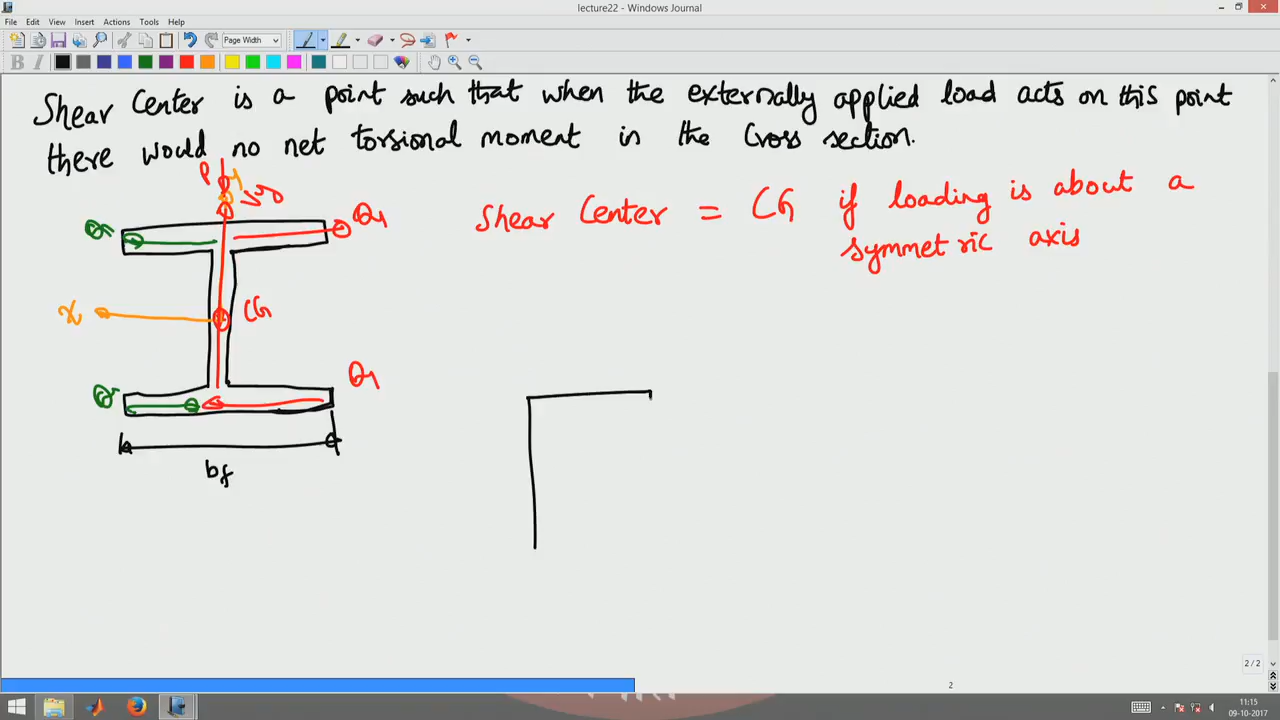 lecture22 - Windows Journal
File Edit View Insert Actions Tools Help
Page Width
Shear Center is a point such that when the externally applied load acts on this point
there would no net torsional moment in the Cross section.
P y
Shear Center = CG if loading is about a
symmetric axis
Q1
x CG
Q1
bf
2/2
2
11:15
09-10-2017